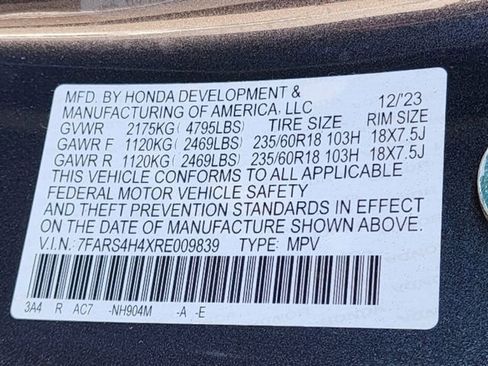 MFD. BY HONDA DEVELOPMENT &
MANUFACTURING OF AMERICA, LLC 12/'23
GVWR 2175KG( 4795LBS) TIRE SIZE RIM SIZE
GAWR F 1120KG( 2469LBS) 235/60R18 103H 18X7.5J
GAWR R 1120KG( 2469LBS) 235/60R18 103H 18X7.5J
THIS VEHICLE CONFORMS TO ALL APPLICABLE
FEDERAL MOTOR VEHICLE SAFETY
AND THEFT PREVENTION STANDARDS IN EFFECT
ON THE DATE OF MANUFACTURE SHOWN ABOVE.
V.I.N: 7FARS4H4XRE009839 TYPE: MPV
3A4 R AC7 -NH904M -A -E